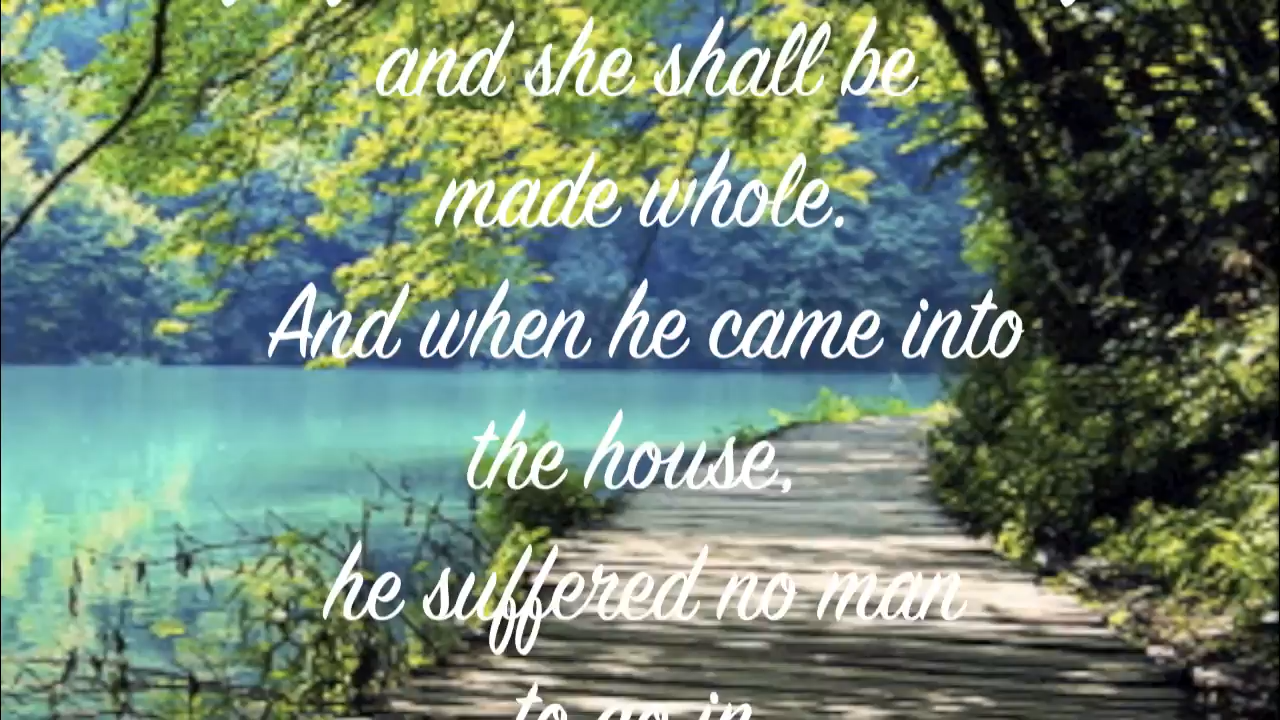 and she shall be
made whole.
And when he came into
the house,
he suffered no man
to go in